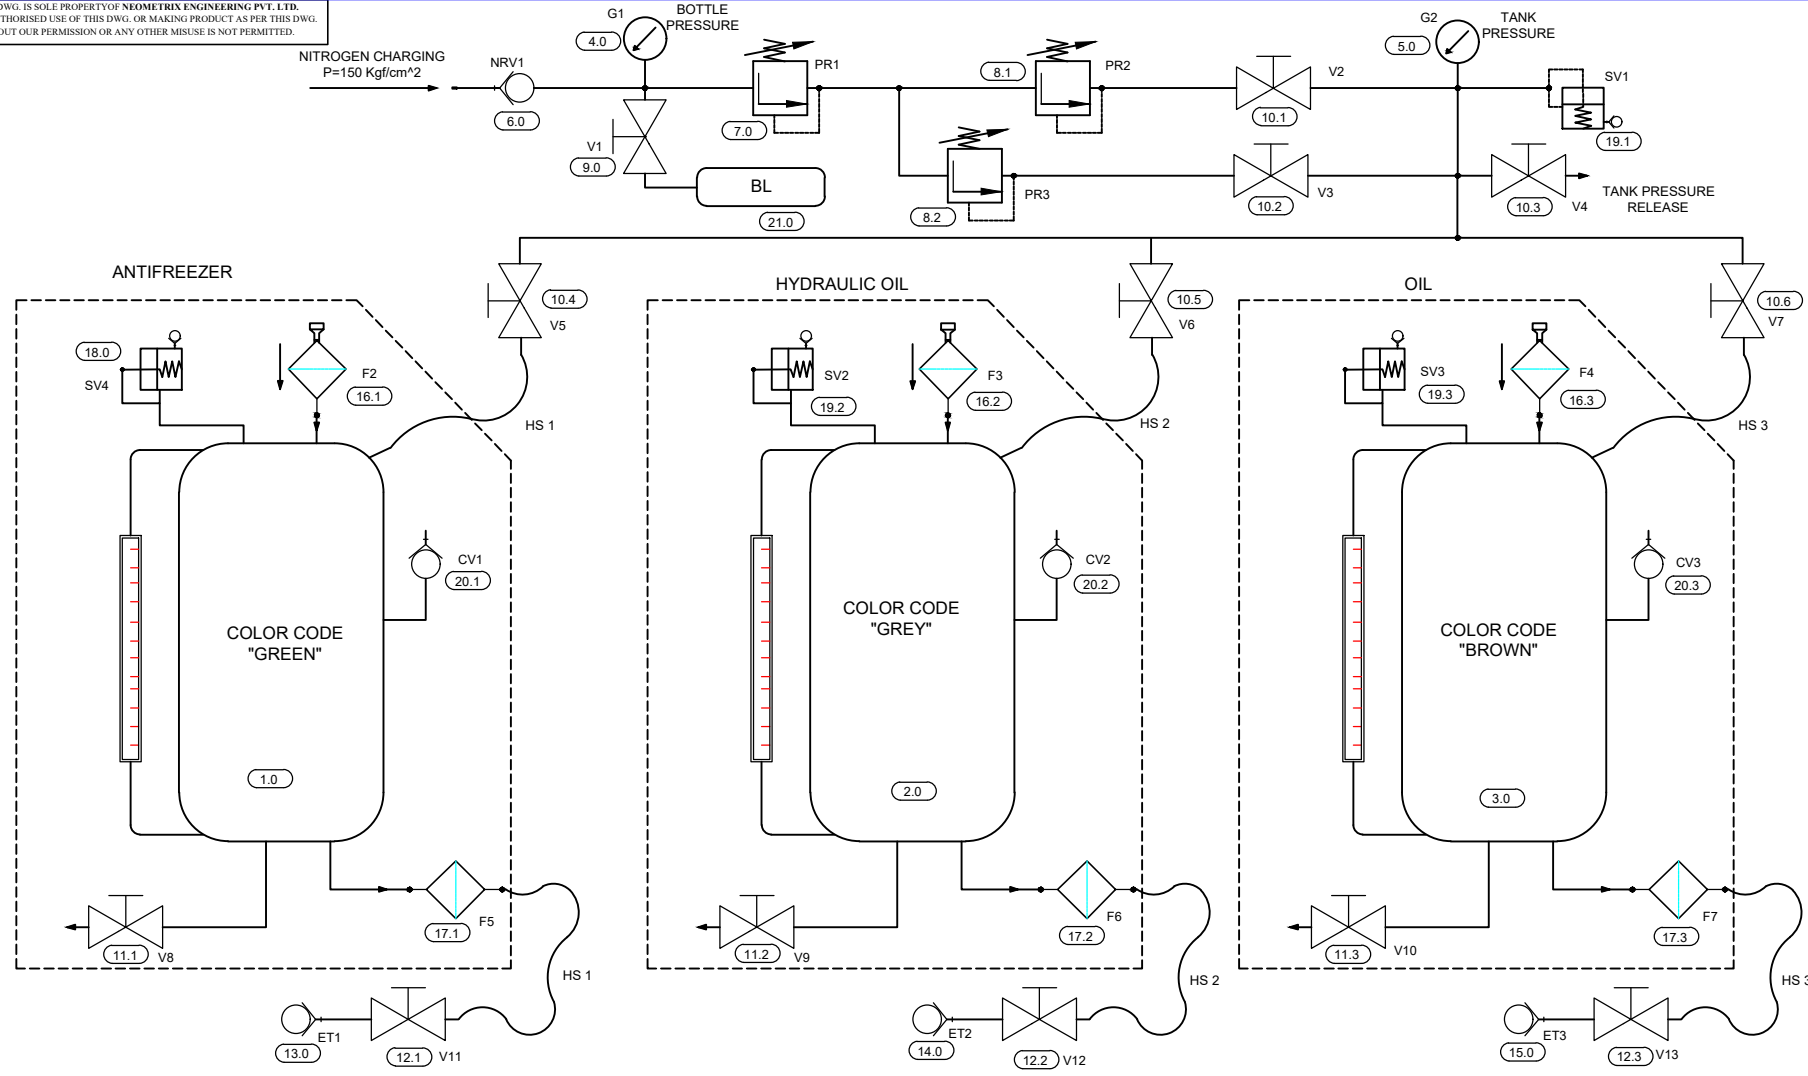 DWG. IS SOLE PROPERTYOF NEOMETRIX ENGINEERING PVT. LTD.
THORISED USE OF THIS DWG. OR MAKING PRODUCT AS PER THIS DWG.
OUT OUR PERMISSION OR ANY OTHER MISUSE IS NOT PERMITTED.
NITROGEN CHARGING
P=150 Kgf/cm^2
NRV1
6.0
G1
4.0
BOTTLE
PRESSURE
V1
9.0
BL
21.0
PR1
7.0
PR2
8.1
PR3
8.2
V2
10.1
V3
10.2
G2
5.0
TANK
PRESSURE
SV1
19.1
V4
10.3
TANK PRESSURE
RELEASE
ANTIFREEZER
10.4
V5
18.0
SV4
F2
16.1
HS 1
CV1
20.1
COLOR CODE
"GREEN"
1.0
F5
17.1
11.1
V8
HS 1
ET1
13.0
12.1
V11
HYDRAULIC OIL
10.5
V6
SV2
19.2
F3
16.2
HS 2
CV2
20.2
COLOR CODE
"GREY"
2.0
F6
17.2
11.2
V9
HS 2
ET2
14.0
12.2
V12
OIL
10.6
V7
SV3
19.3
F4
16.3
HS 3
CV3
20.3
COLOR CODE
"BROWN"
3.0
F7
17.3
11.3
V10
HS 3
ET3
15.0
12.3
V13